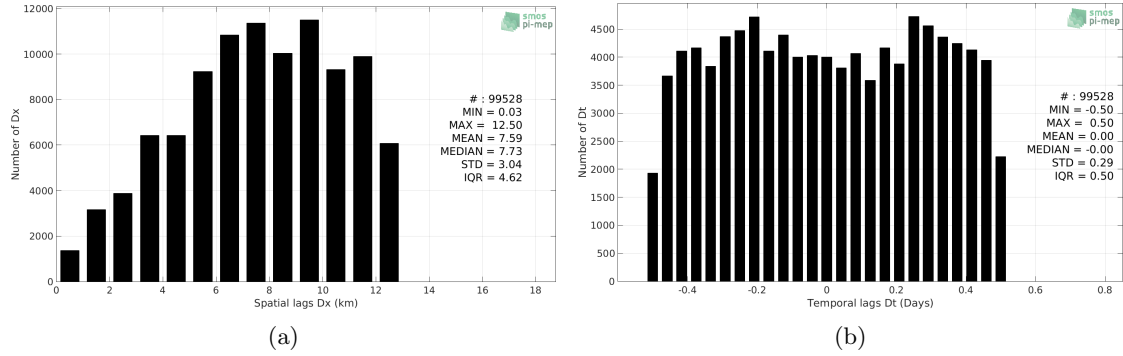 12000
10000
8000
6000
4000
2000
0
Number of Dx
0 2 4 6 8 10 12 14 16 18
Spatial lags Dx (km)
smos
pi-mep
# : 99528
MIN = 0.03
MAX = 12.50
MEAN = 7.59
MEDIAN = 7.73
STD = 3.04
IQR = 4.62
(a)
4500
4000
3500
3000
2500
2000
1500
1000
500
0
Number of Dt
-0.4 -0.2 0 0.2 0.4 0.6 0.8
Temporal lags Dt (Days)
smos
pi-mep
# : 99528
MIN = -0.50
MAX = 0.50
MEAN = 0.00
MEDIAN = -0.00
STD = 0.29
IQR = 0.50
(b)